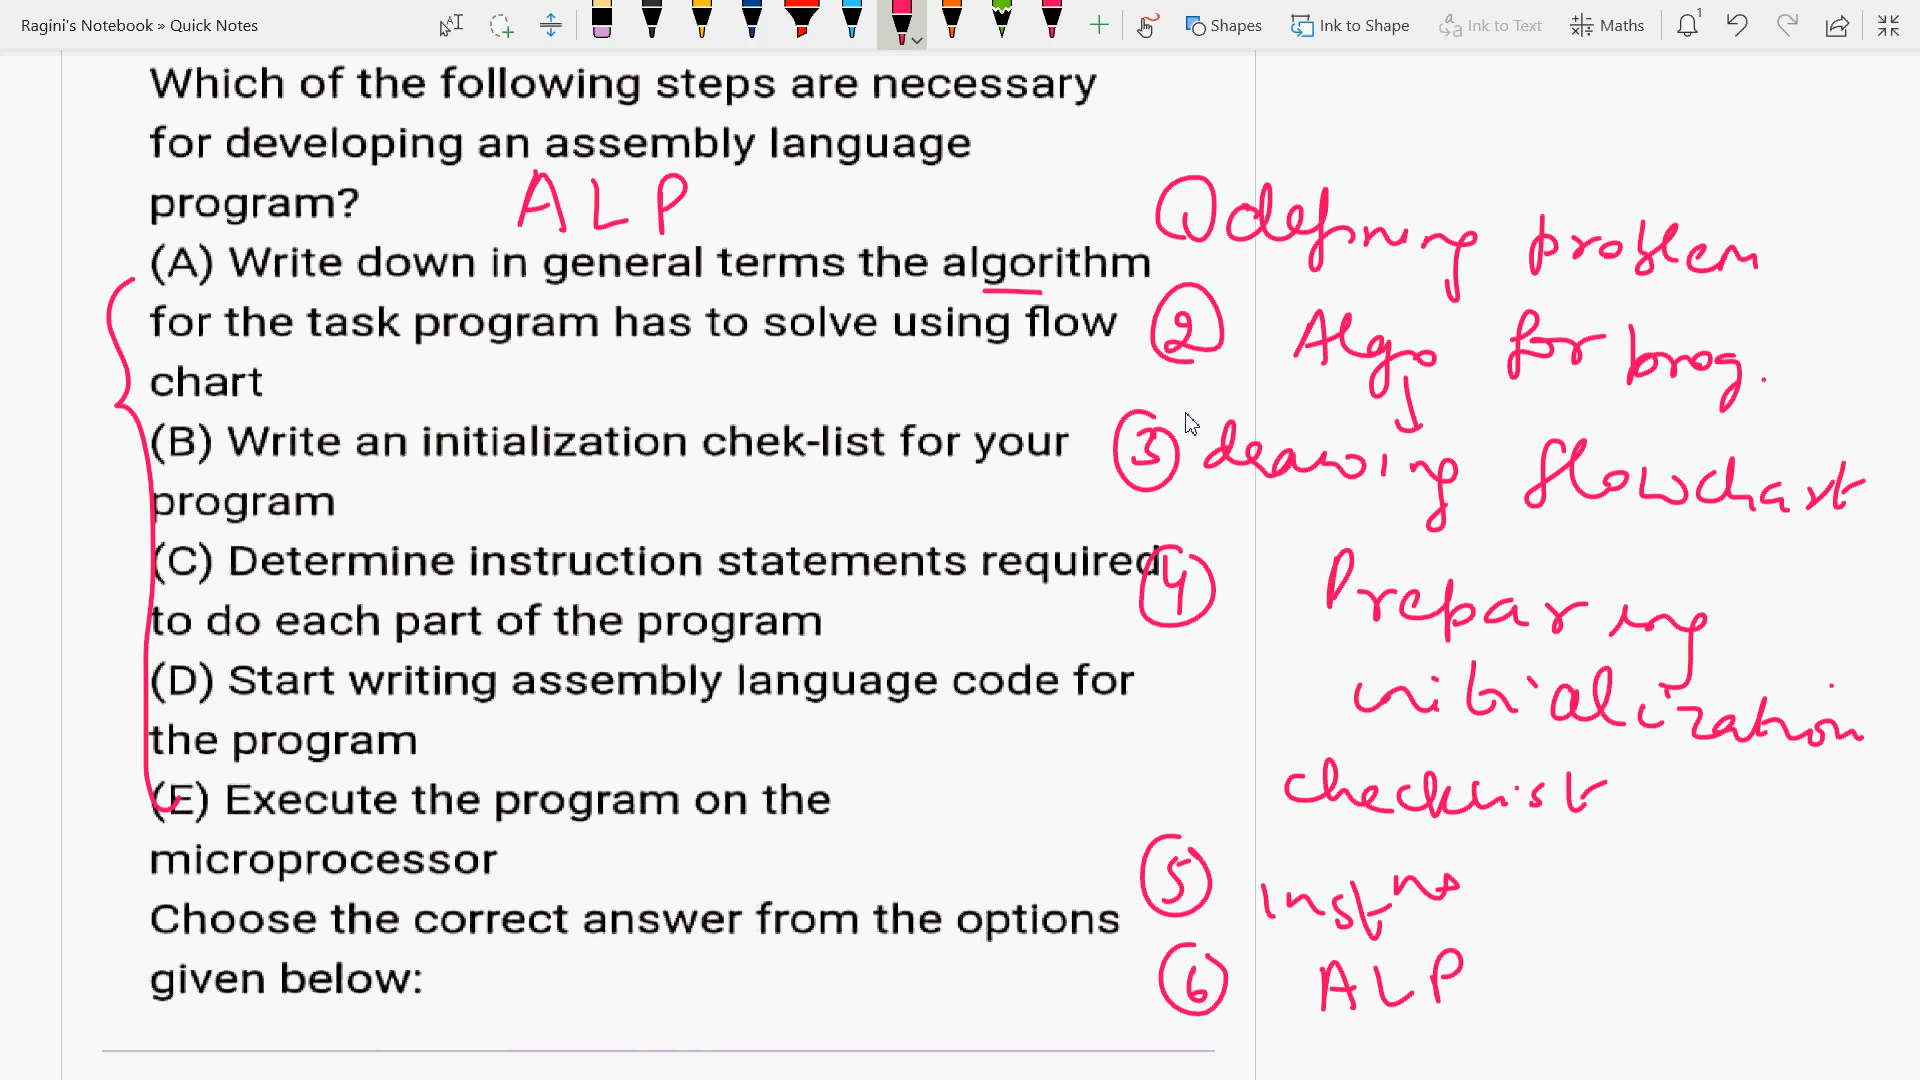 Ragini's Notebook » Quick Notes
Shapes
Ink to Shape
Ink to Text
Maths
1
Which of the following steps are necessary
for developing an assembly language
program?
ALP
(A) Write down in general terms the algorithm
for the task program has to solve using flow
chart
(B) Write an initialization chek-list for your
program
(C) Determine instruction statements required
to do each part of the program
(D) Start writing assembly language code for
the program
(E) Execute the program on the
microprocessor
Choose the correct answer from the options
given below:
1 defining problem
2 Algo for prog.
3 drawing flowchart
4 Preparing
initialization
checklist
5 Instns
6 ALP